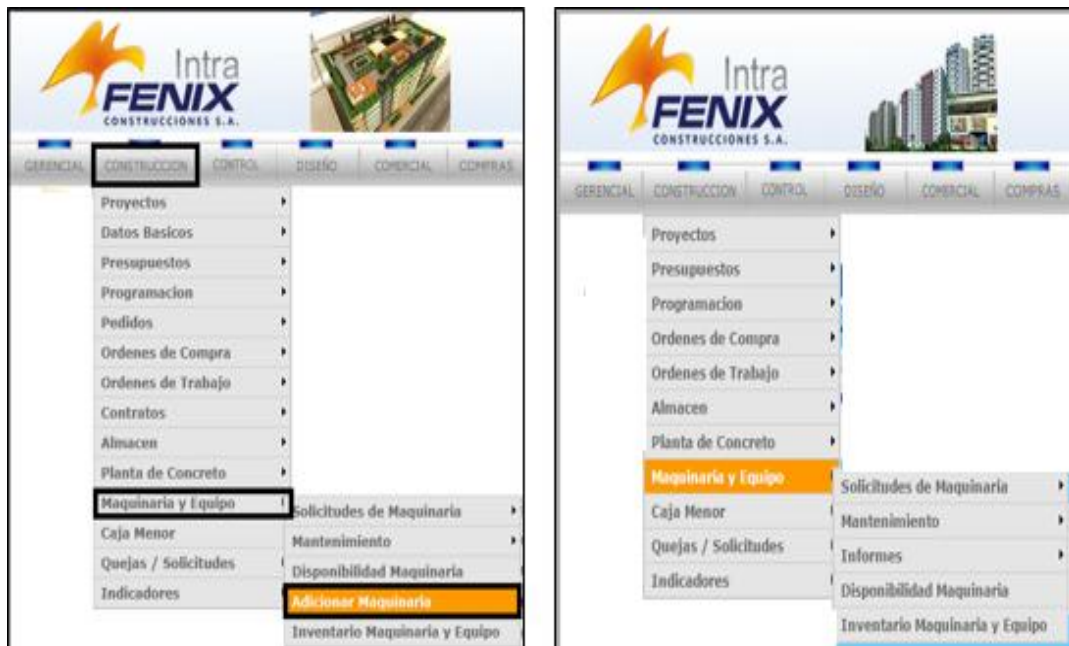 Intra
FENIX
CONSTRUCCIONES S.A.
GERENCIAL CONSTRUCCION CONTROL DISEÑO COMERCIAL COMPRAS
Proyectos
Datos Basicos
Presupuestos
Programacion
Pedidos
Ordenes de Compra
Ordenes de Trabajo
Contratos
Almacen
Planta de Concreto
Maquinaria y Equipo
Caja Menor
Quejas / Solicitudes
Indicadores
Solicitudes de Maquinaria
Mantenimiento
Disponibilidad Maquinaria
Adicionar Maquinaria
Inventario Maquinaria y Equipo
Intra
FENIX
CONSTRUCCIONES S.A.
GERENCIAL CONSTRUCCION CONTROL DISEÑO COMERCIAL COMPRAS
Proyectos
Presupuestos
Programacion
Ordenes de Compra
Ordenes de Trabajo
Almacen
Planta de Concreto
Maquinaria y Equipo
Caja Menor
Quejas / Solicitudes
Indicadores
Solicitudes de Maquinaria
Mantenimiento
Informes
Disponibilidad Maquinaria
Inventario Maquinaria y Equipo